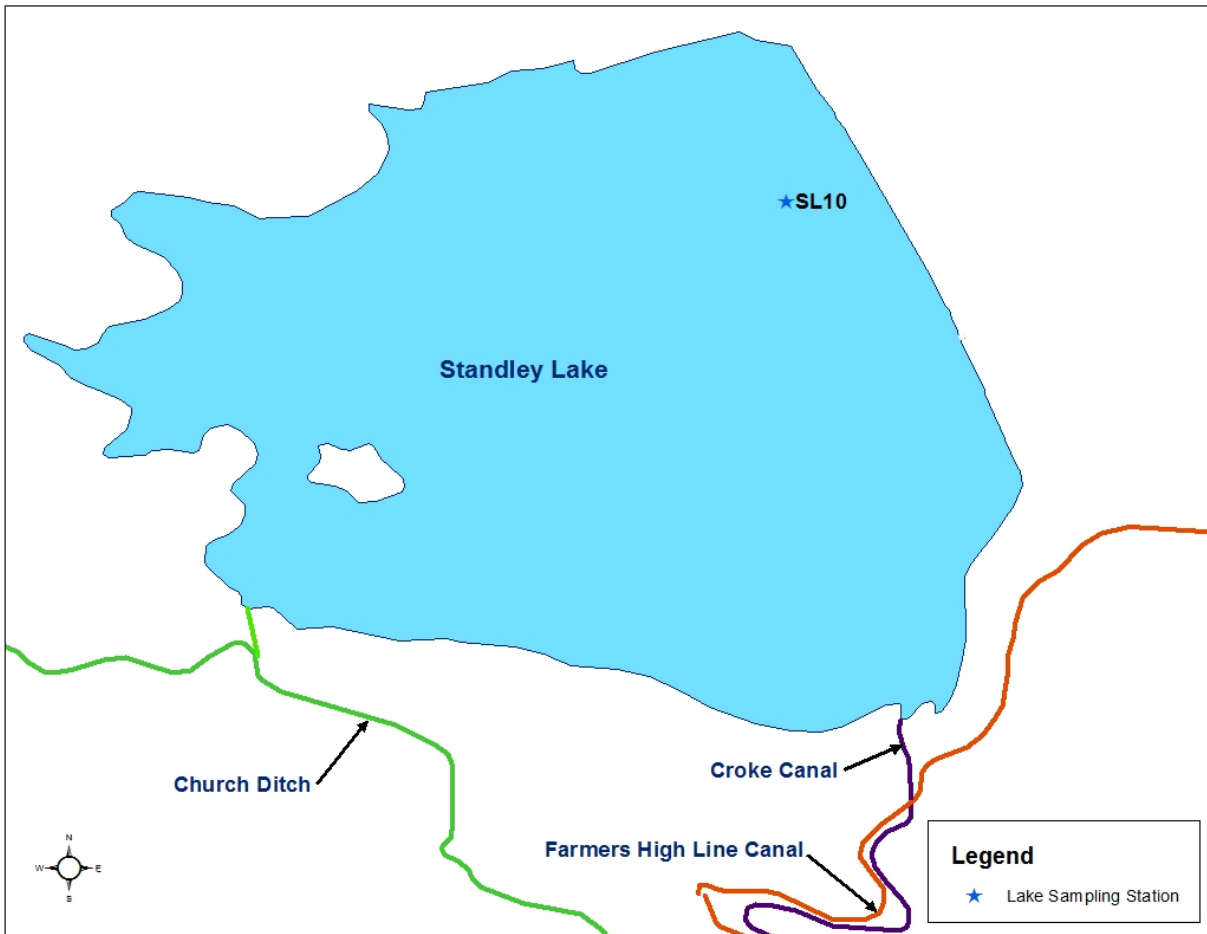 SL10
Standley Lake
Church Ditch
Croke Canal
Farmers High Line Canal
N
W E
S
Legend
Lake Sampling Station